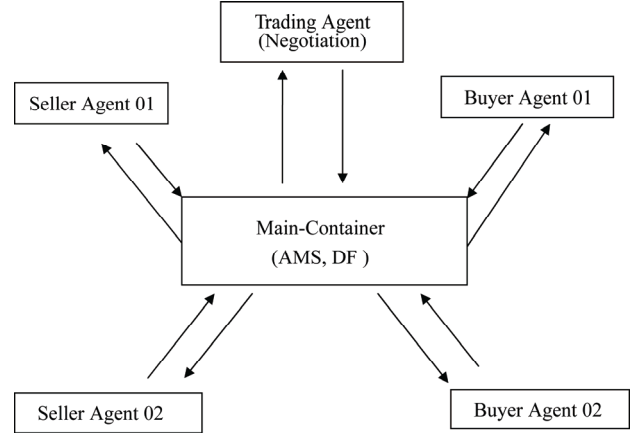 Trading Agent
(Negotiation)
Seller Agent 01
Buyer Agent 01
Main-Container
(AMS, DF )
Seller Agent 02
Buyer Agent 02